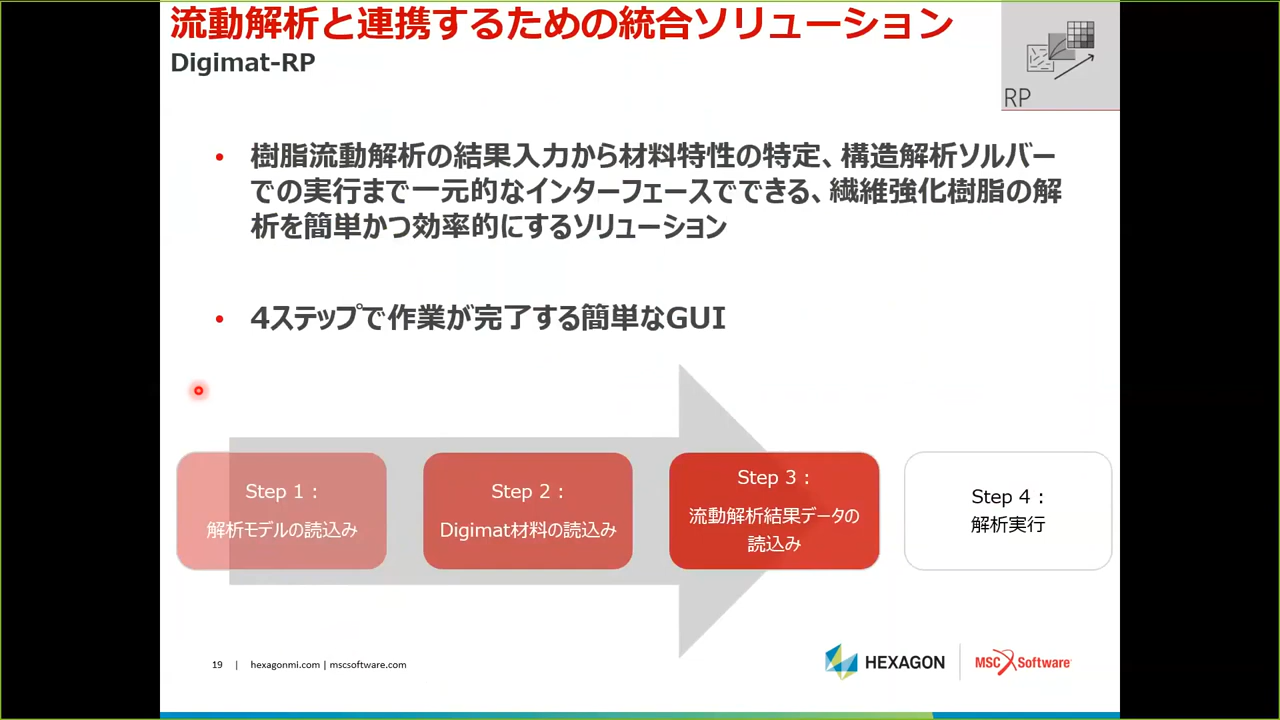 流動解析と連携するための統合ソリューション
Digimat-RP
RP
• 樹脂流動解析の結果入力から材料特性の特定、構造解析ソルバー
での実行まで一元的なインターフェースでできる、繊維強化樹脂の解
析を簡単かつ効率的にするソリューション
• 4ステップで作業が完了する簡単なGUI
Step 1：
解析モデルの読込み
Step 2：
Digimat材料の読込み
Step 3：
流動解析結果データの
読込み
Step 4：
解析実行
19 | hexagonmi.com | mscsoftware.com
HEXAGON
MSC Software